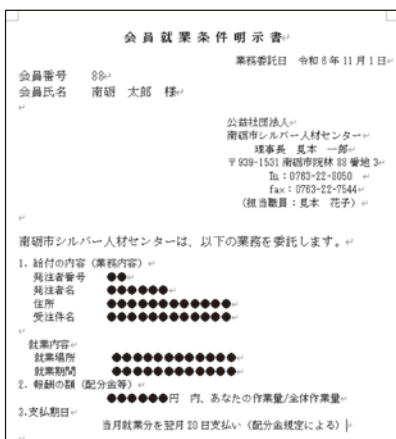 会員就業条件明示書
業務委託日　令和6年11月1日
会員番号　88
会員氏名　南砺　太郎　様
公益社団法人
南砺市シルバー人材センター
理事長　見本　一郎
〒939-1531 南砺市院林 88 番地 3
℡：0763-22-8050
fax：0763-22-7544
（担当職員：見本　花子）
南砺市シルバー人材センターは、以下の業務を委託します。
1．給付の内容（業務内容）
発注者番号　●●
発注者名　●●●●●●
住所　●●●●●●●●●●●●
受注件名　●●●●●●●●●●●●
就業内容
就業場所　●●●●●●●●●●●●
就業期間　●●●●●●●●●●●●
2．報酬の額（配分金等）
●●●●●●円　内、あなたの作業量/全体作業量
3.支払期日
当月就業分を翌月20日支払い（配分金規定による）